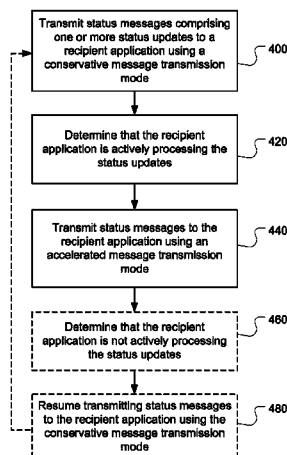 Transmit status messages comprising
one or more status updates to a
recipient application using a
conservative message transmission
mode
400
Determine that the recipient
application is actively processing the
status updates
420
Transmit status messages to the
recipient application using an
accelerated message transmission
mode
440
Determine that the recipient
application is not actively processing
the status updates
460
Resume transmitting status messages
to the recipient application using the
conservative message transmission
mode
480